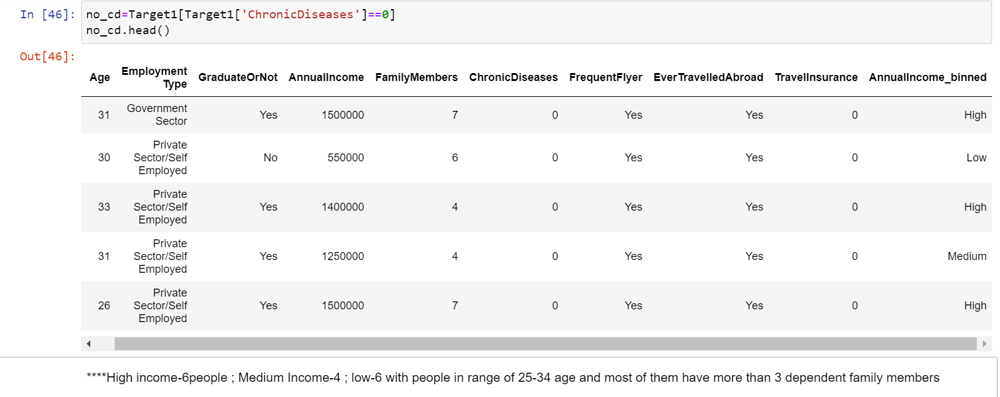 In [46]: no_cd=Target1[Target1['ChronicDiseases']==0]
no_cd.head()
Out[46]:
Age Employment Type GraduateOrNot AnnualIncome FamilyMembers ChronicDiseases FrequentFlyer EverTravelledAbroad TravelInsurance AnnualIncome_binned
31 Government Sector Yes 1500000 7 0 Yes Yes 0 High
30 Private Sector/Self Employed No 550000 6 0 Yes Yes 0 Low
33 Private Sector/Self Employed Yes 1400000 4 0 Yes Yes 0 High
31 Private Sector/Self Employed Yes 1250000 4 0 Yes Yes 0 Medium
26 Private Sector/Self Employed Yes 1500000 7 0 Yes Yes 0 High
****High income-6people ; Medium Income-4 ; low-6 with people in range of 25-34 age and most of them have more than 3 dependent family members